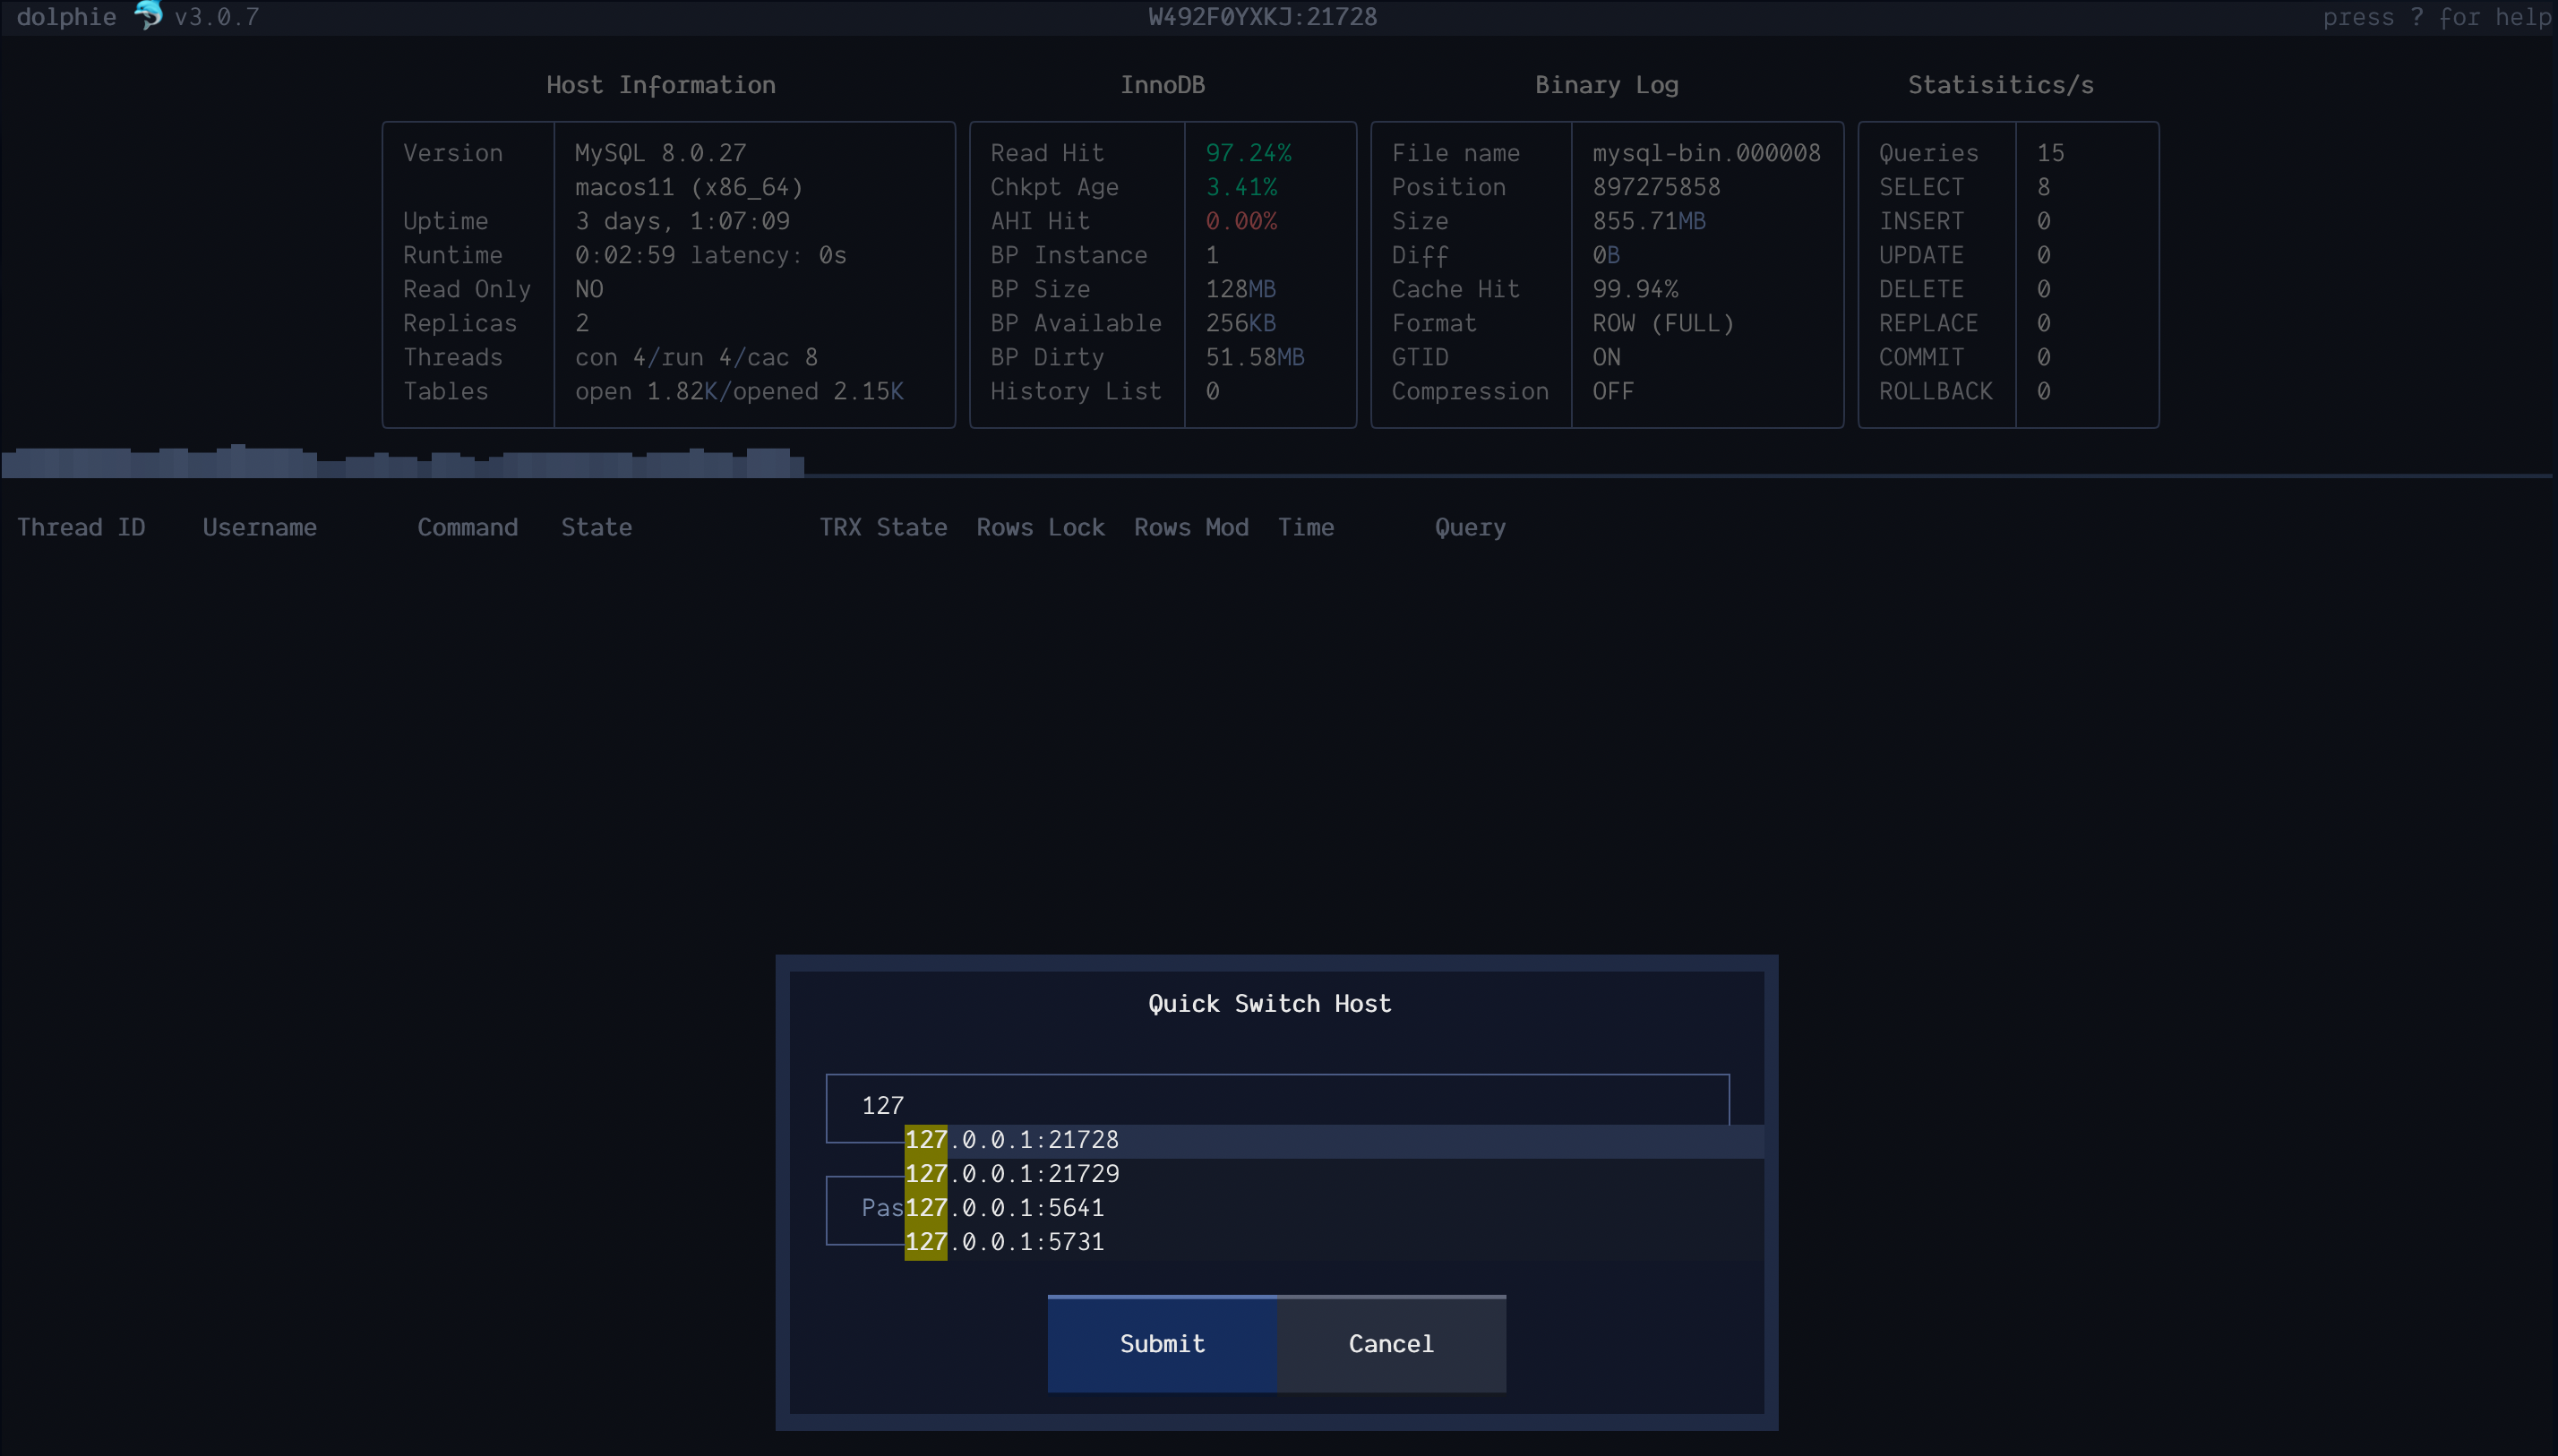 dolphie 🐬 v3.0.7
W492F0YXKJ:21728
press ? for help
Host Information
Version MySQL 8.0.27
macos11 (x86_64)
Uptime 3 days, 1:07:09
Runtime 0:02:59 latency: 0s
Read Only NO
Replicas 2
Threads con 4/run 4/cac 8
Tables open 1.82K/opened 2.15K
InnoDB
Read Hit 97.24%
Chkpt Age 3.41%
AHI Hit 0.00%
BP Instance 1
BP Size 128MB
BP Available 256KB
BP Dirty 51.58MB
History List 0
Binary Log
File name mysql-bin.000008
Position 897275858
Size 855.71MB
Diff 0B
Cache Hit 99.94%
Format ROW (FULL)
GTID ON
Compression OFF
Statisitics/s
Queries 15
SELECT 8
INSERT 0
UPDATE 0
DELETE 0
REPLACE 0
COMMIT 0
ROLLBACK 0
Thread ID Username Command State TRX State Rows Lock Rows Mod Time Query
Quick Switch Host
127
127.0.0.1:21728
127.0.0.1:21729
Pas
127.0.0.1:5641
127.0.0.1:5731
Submit Cancel